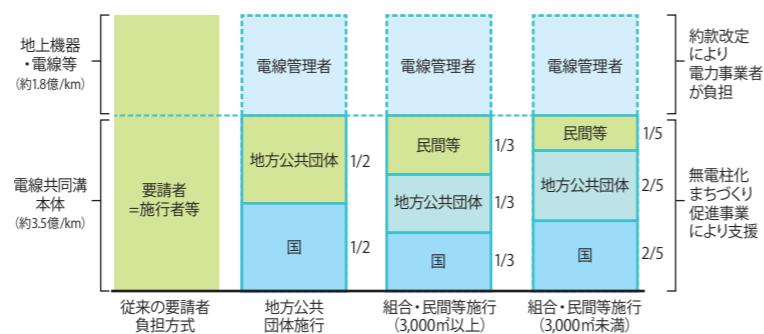 地上機器
・電線等
(約1.8億/km)
電線共同溝
本体
(約3.5億/km)
要請者
=施行者等
電線管理者
地方公共団体
1/2
国
1/2
電線管理者
民間等
1/3
地方公共団体
1/3
国
1/3
電線管理者
民間等
1/5
地方公共団体
2/5
国
2/5
約款改定
により
電力事業者
が負担
無電柱化
まちづくり
促進事業
により支援
従来の要請者
負担方式
地方公共
団体施行
組合・民間等施行
(3,000㎡以上)
組合・民間等施行
(3,000㎡未満)